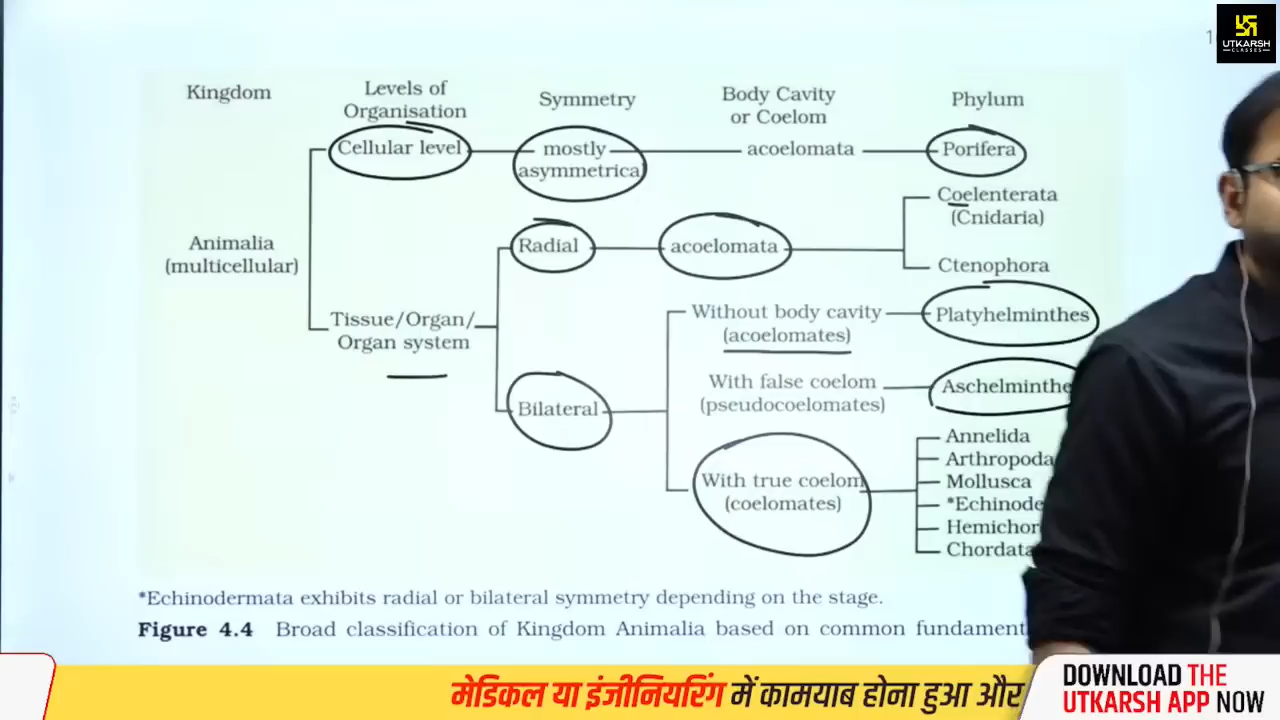 UTKARSH
CLASSES
Kingdom
Levels of
Organisation
Symmetry
Body Cavity
or Coelom
Phylum
Cellular level
mostly
asymmetrica
acoelomata
Porifera
Animalia
(multicellular)
Radial
acoelomata
Coelenterata
(Cnidaria)
Ctenophora
Tissue/Organ/
Organ system
Without body cavity
(acoelomates)
Platyhelminthes
Bilateral
With false coelom
(pseudocoelomates)
Aschelminthe
With true coelom
(coelomates)
Annelida
Arthropoda
Mollusca
*Echinode
Hemichor
Chordata
*Echinodermata exhibits radial or bilateral symmetry depending on the stage.
Figure 4.4 Broad classification of Kingdom Animalia based on common fundament
मेडिकल या इंजीनियरिंग में कामयाब होना हुआ और
DOWNLOAD THE
UTKARSH APP NOW